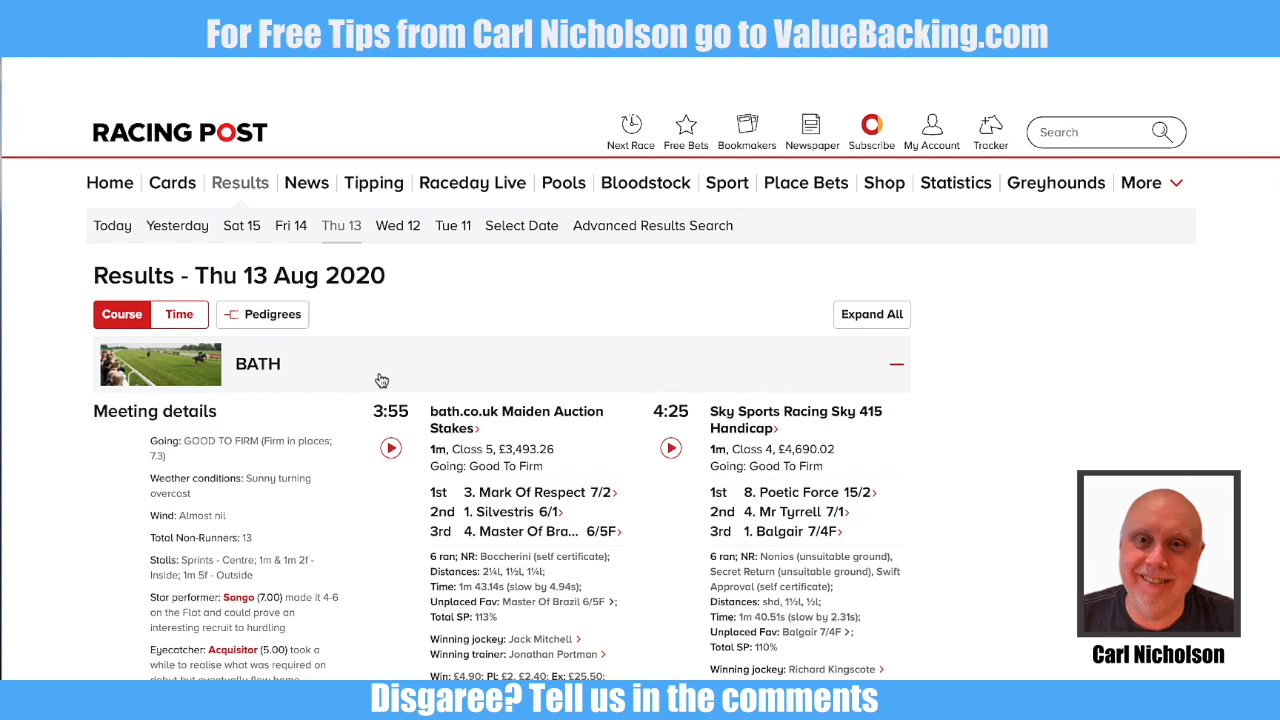 For Free Tips from Carl Nicholson go to ValueBacking.com
RACING POST
Next Race
Free Bets
Bookmakers
Newspaper
Subscribe
My Account
Tracker
Search
Home
Cards
Results
News
Tipping
Raceday Live
Pools
Bloodstock
Sport
Place Bets
Shop
Statistics
Greyhounds
More
Today
Yesterday
Sat 15
Fri 14
Thu 13
Wed 12
Tue 11
Select Date
Advanced Results Search
Results - Thu 13 Aug 2020
Course
Time
Pedigrees
Expand All
BATH
Meeting details
Going: GOOD TO FIRM (Firm in places;
7.3)
Weather conditions: Sunny turning
overcast
Wind: Almost nil
Total Non-Runners: 13
Stalls: Sprints - Centre; 1m & 1m 2f -
Inside; 1m 5f - Outside
Star performer: Songo (7.00) made it 4-6
on the Flat and could prove an
interesting recruit to hurdling
Eyecatcher: Acquisitor (5.00) took a
while to realise what was required on
debut but eventually flew home
3:55
bath.co.uk Maiden Auction
Stakes
1m, Class 5, £3,493.26
Going: Good To Firm
1st 3. Mark Of Respect 7/2
2nd 1. Silvestris 6/1
3rd 4. Master Of Bra... 6/5F
6 ran; NR: Boccherini (self certificate);
Distances: 2¼l, 1½l, 1¼l;
Time: 1m 43.14s (slow by 4.94s);
Unplaced Fav: Master Of Brazil 6/5F ;
Total SP: 113%
Winning jockey: Jack Mitchell
Winning trainer: Jonathan Portman
Win: £4.90; Pl: £2, £2.40; Ex: £25.50;
4:25
Sky Sports Racing Sky 415
Handicap
1m, Class 4, £4,690.02
Going: Good To Firm
1st 8. Poetic Force 15/2
2nd 4. Mr Tyrrell 7/1
3rd 1. Balgair 7/4F
6 ran; NR: Nonios (unsuitable ground),
Secret Return (unsuitable ground), Swift
Approval (self certificate);
Distances: shd, 1½l, ½l;
Time: 1m 40.51s (slow by 2.31s);
Unplaced Fav: Balgair 7/4F ;
Total SP: 110%
Winning jockey: Richard Kingscote
Carl Nicholson
Disgaree? Tell us in the comments